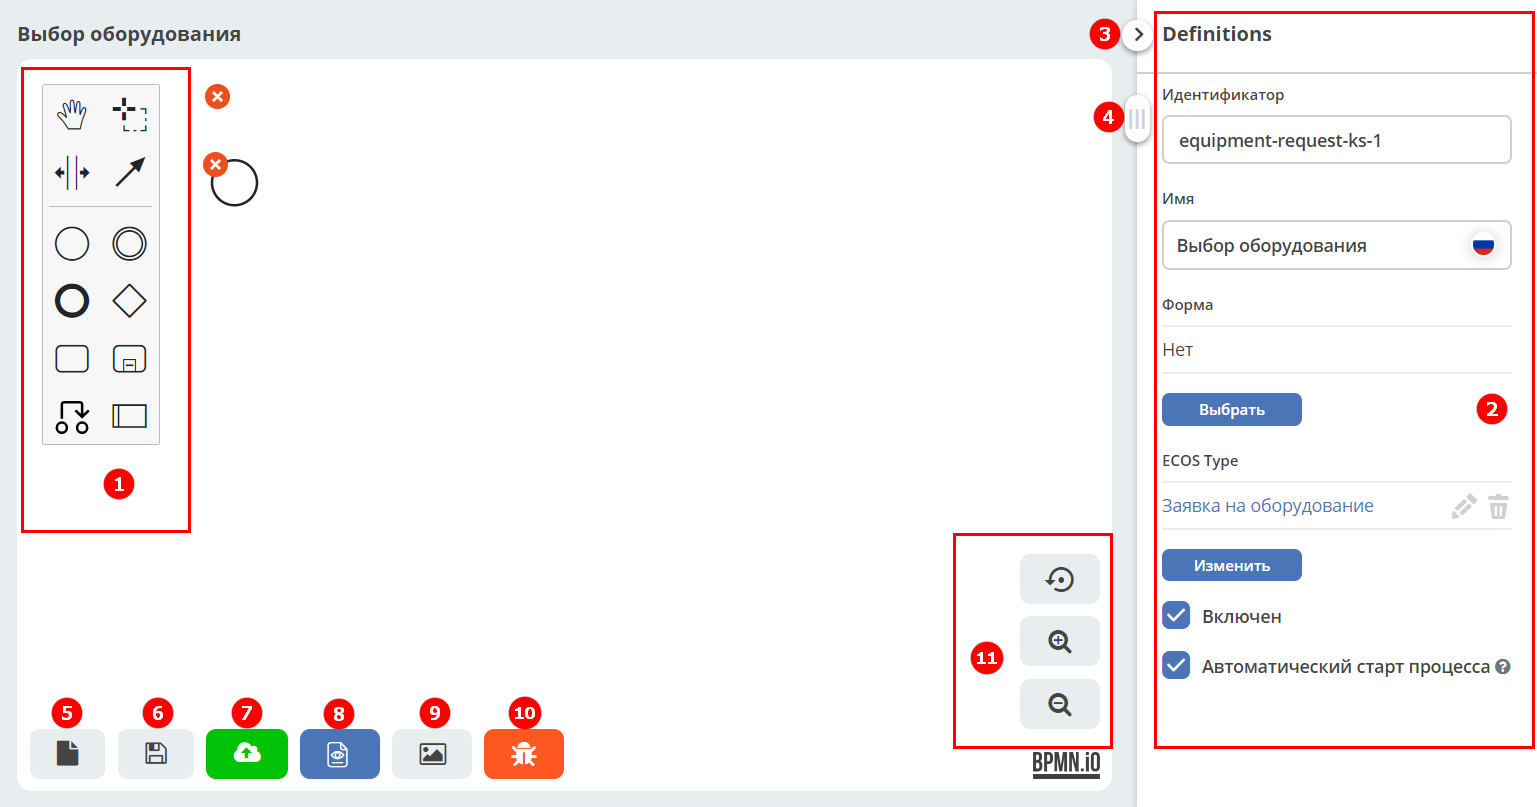 Выбор оборудования
3
Definitions
4
Идентификатор
equipment-request-ks-1
Имя
Выбор оборудования
Форма
Нет
Выбрать
2
ECOS Type
Заявка на оборудование
Изменить
Включен
Автоматический старт процесса ?
1
11
5 6 7 8 9 10
BPMN.iO